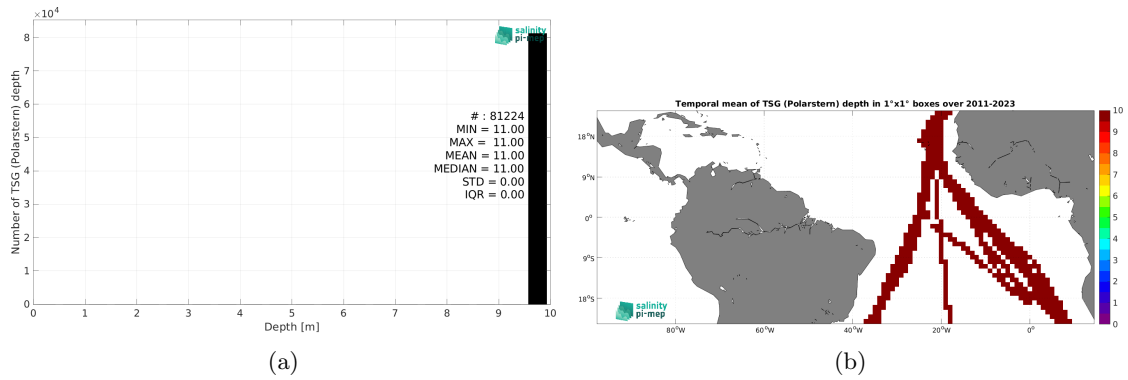 ×10⁴
salinity
pi-mep
8
7
6
5
4
3
2
1
0
Number of TSG (Polarstern) depth
# : 81224
MIN = 11.00
MAX = 11.00
MEAN = 11.00
MEDIAN = 11.00
STD = 0.00
IQR = 0.00
0 1 2 3 4 5 6 7 8 9 10
Depth [m]
(a)
Temporal mean of TSG (Polarstern) depth in 1°x1° boxes over 2011-2023
18°N
9°N
0°
9°S
18°S
80°W 60°W 40°W 20°W 0°
salinity
pi-mep
10
9
8
7
6
5
4
3
2
1
0
(b)